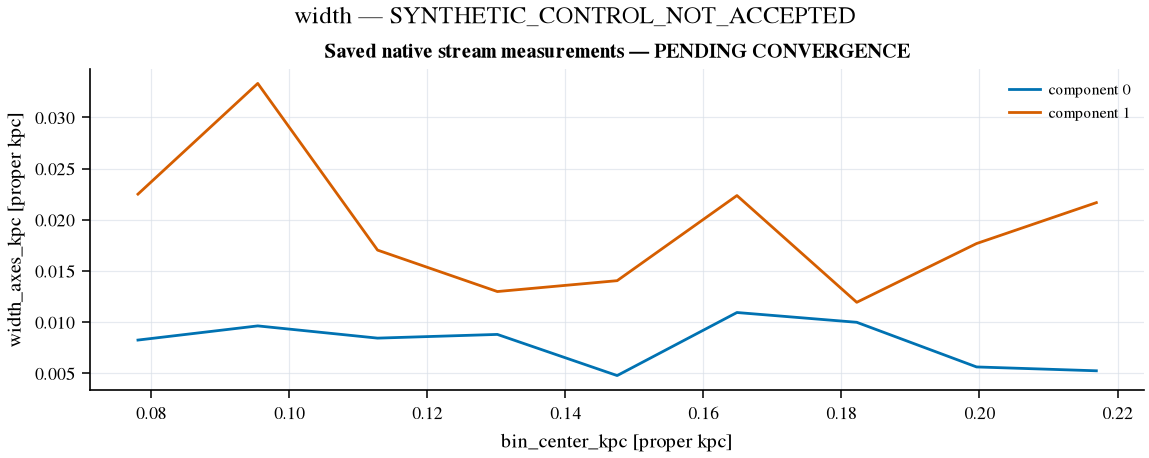 width — SYNTHETIC_CONTROL_NOT_ACCEPTED
Saved native stream measurements — PENDING CONVERGENCE
component 0
component 1
width_axes_kpc [proper kpc]
0.030
0.025
0.020
0.015
0.010
0.005
0.08 0.10 0.12 0.14 0.16 0.18 0.20 0.22
bin_center_kpc [proper kpc]